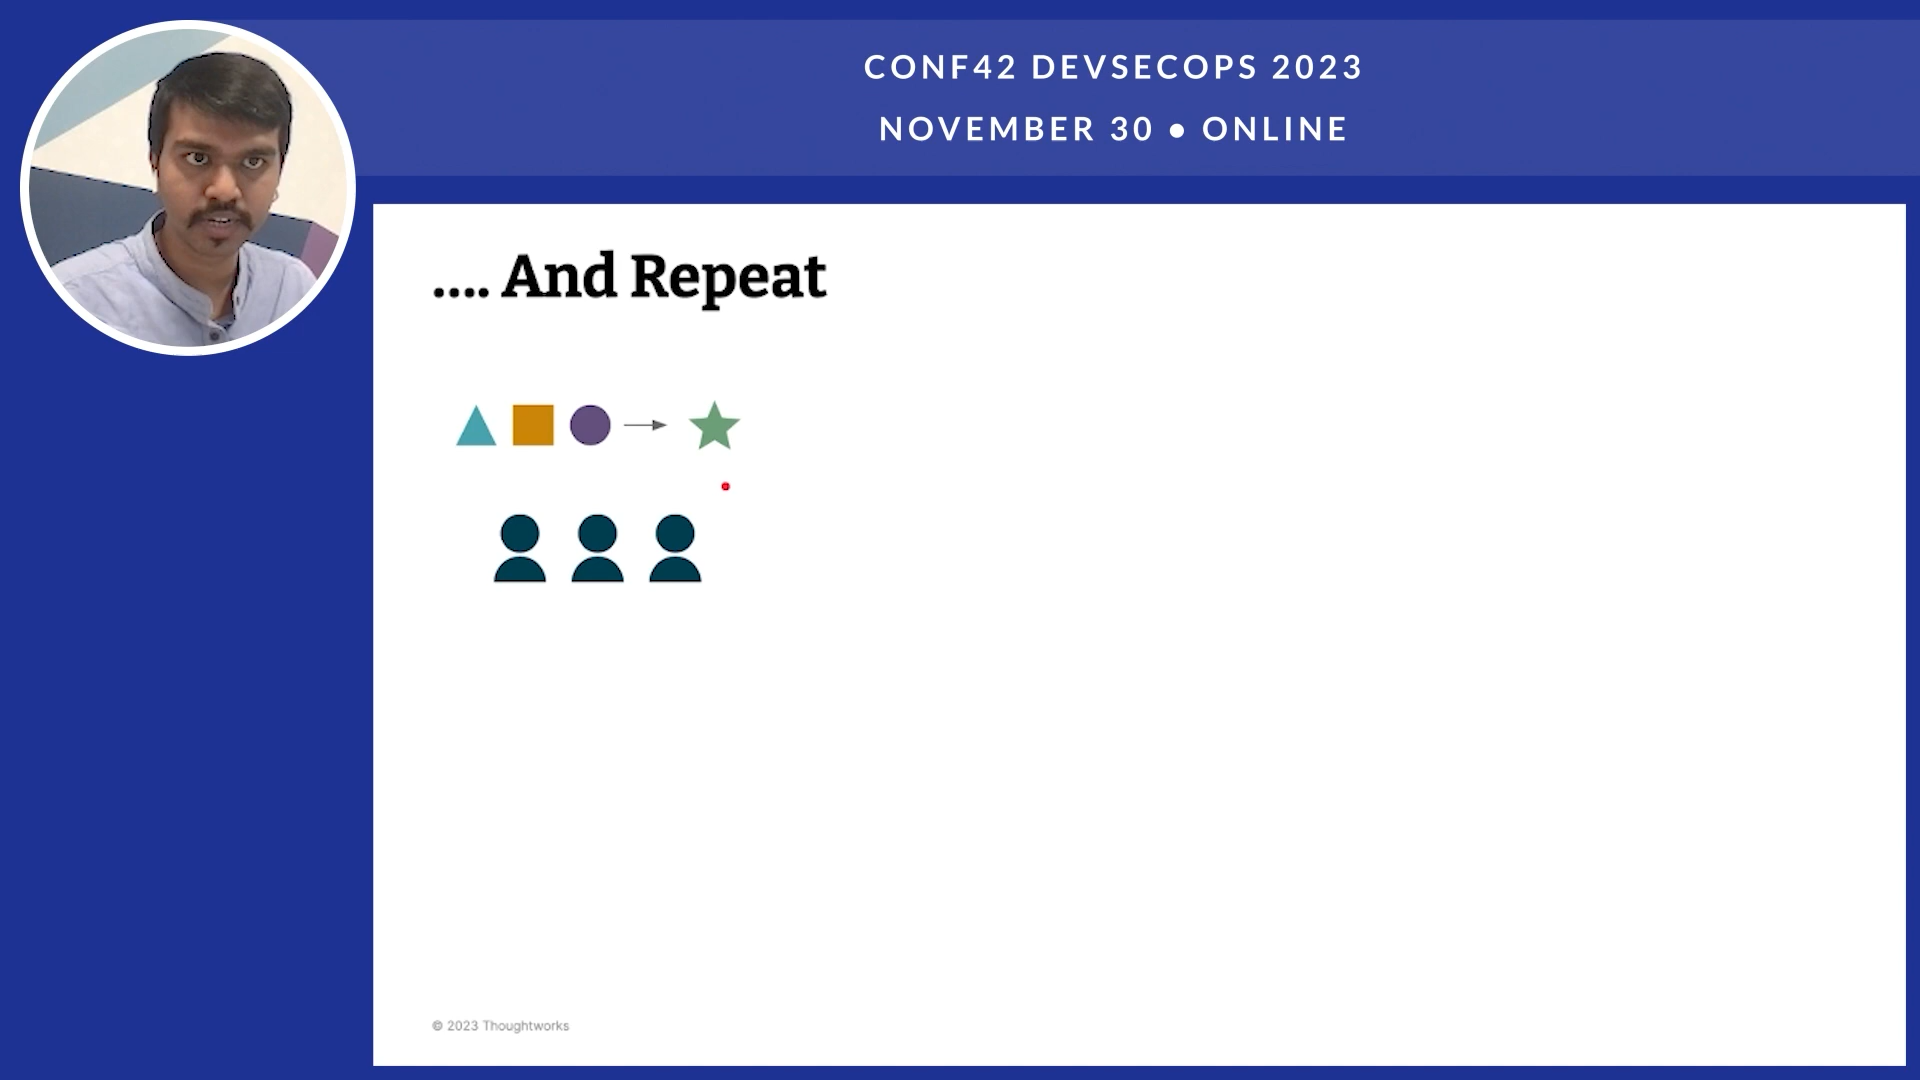 CONF42 DEVSECOPS 2023
NOVEMBER 30 • ONLINE
.... And Repeat
© 2023 Thoughtworks